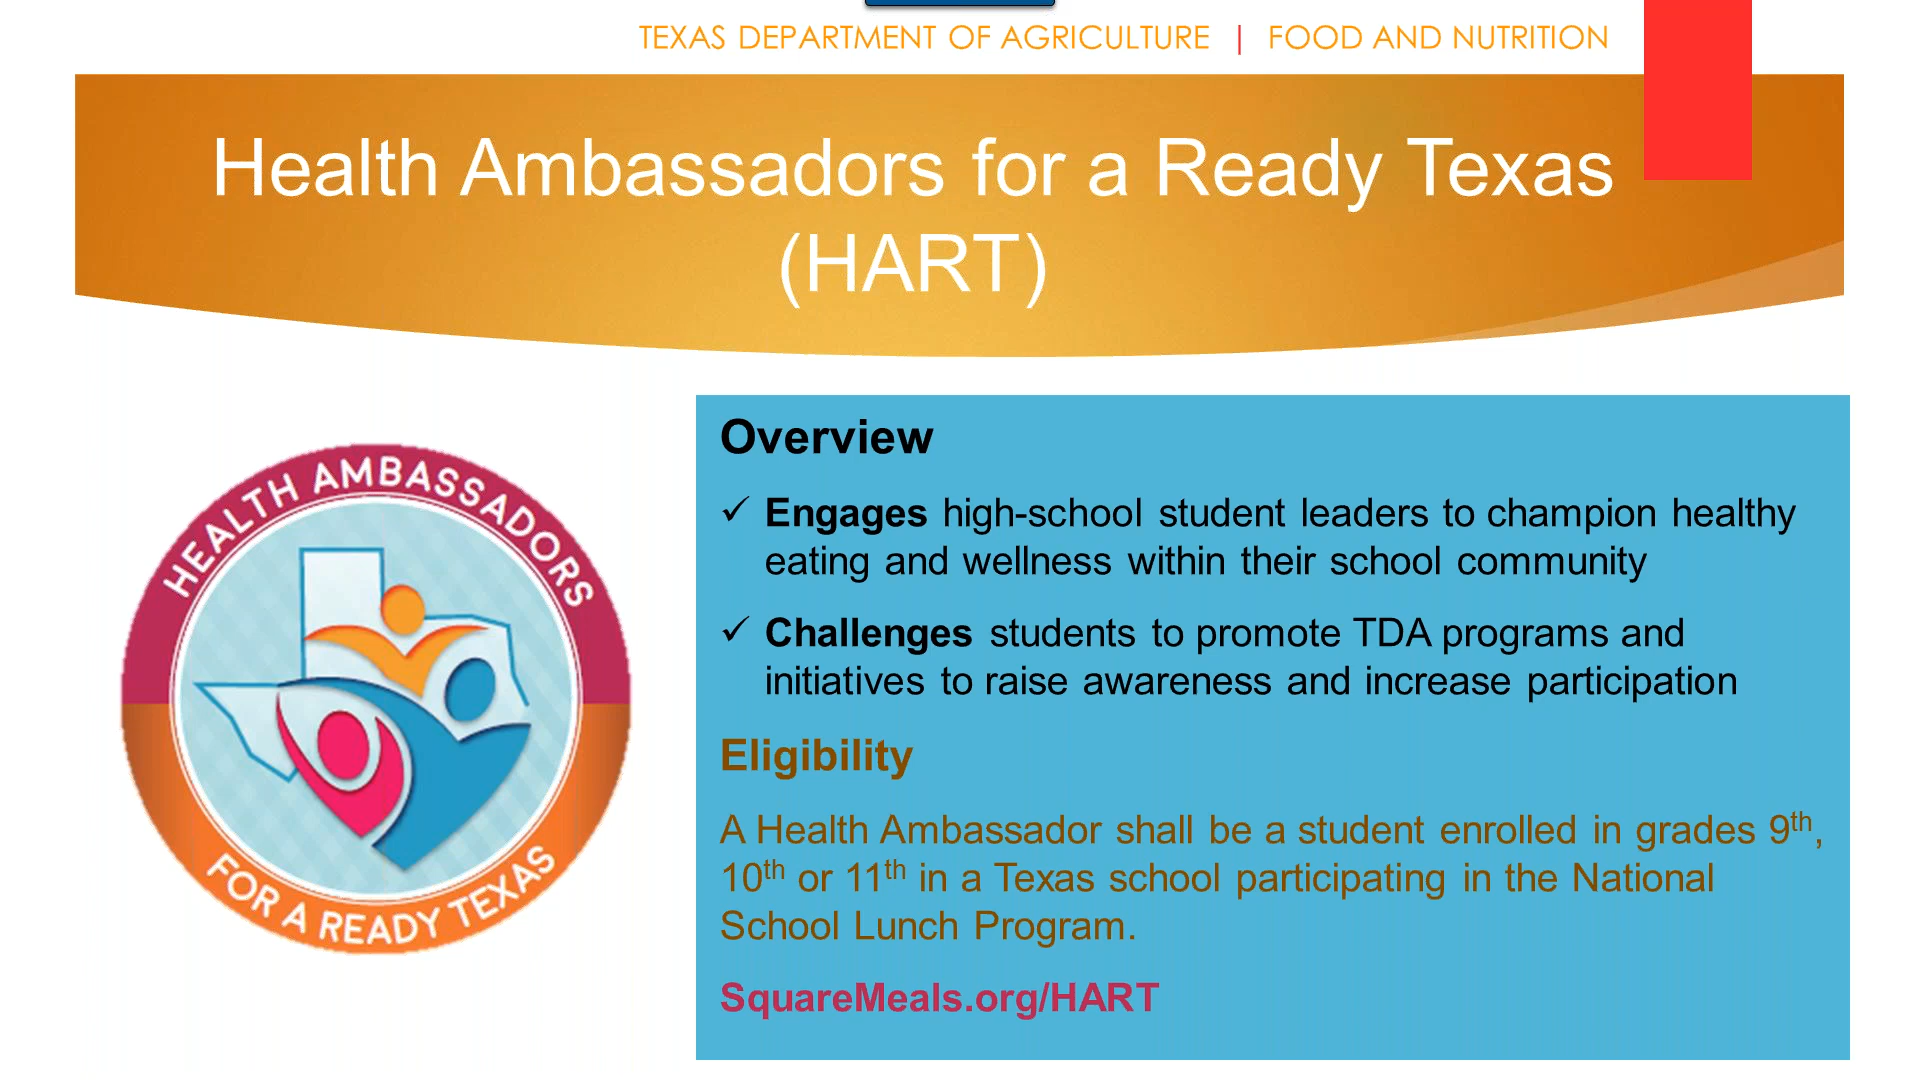 TEXAS DEPARTMENT OF AGRICULTURE | FOOD AND NUTRITION
Health Ambassadors for a Ready Texas
(HART)
HEALTH AMBASSADORS
FOR A READY TEXAS
Overview
✓ Engages high-school student leaders to champion healthy
eating and wellness within their school community
✓ Challenges students to promote TDA programs and
initiatives to raise awareness and increase participation
Eligibility
A Health Ambassador shall be a student enrolled in grades 9th,
10th or 11th in a Texas school participating in the National
School Lunch Program.
SquareMeals.org/HART